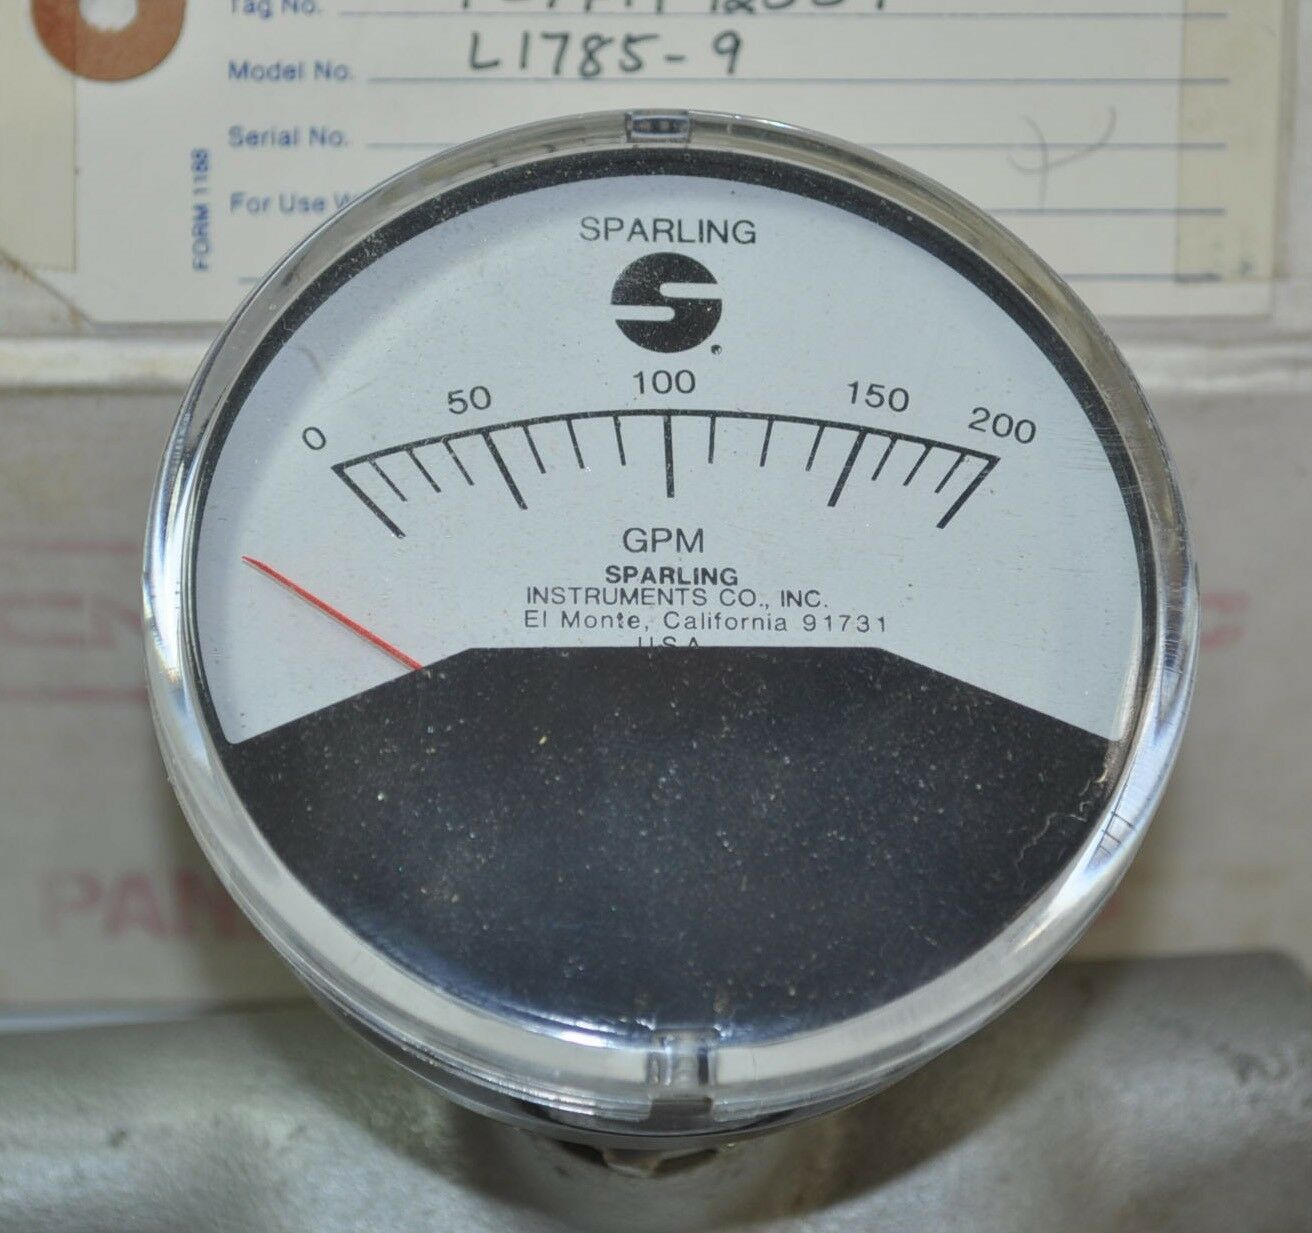 Tag No.
Model No. L1785-9
Serial No.
For Use
FORM 1188
SPARLING
S
0 50 100 150 200
GPM
SPARLING
INSTRUMENTS CO., INC.
El Monte, California 91731
U.S.A.
PAN